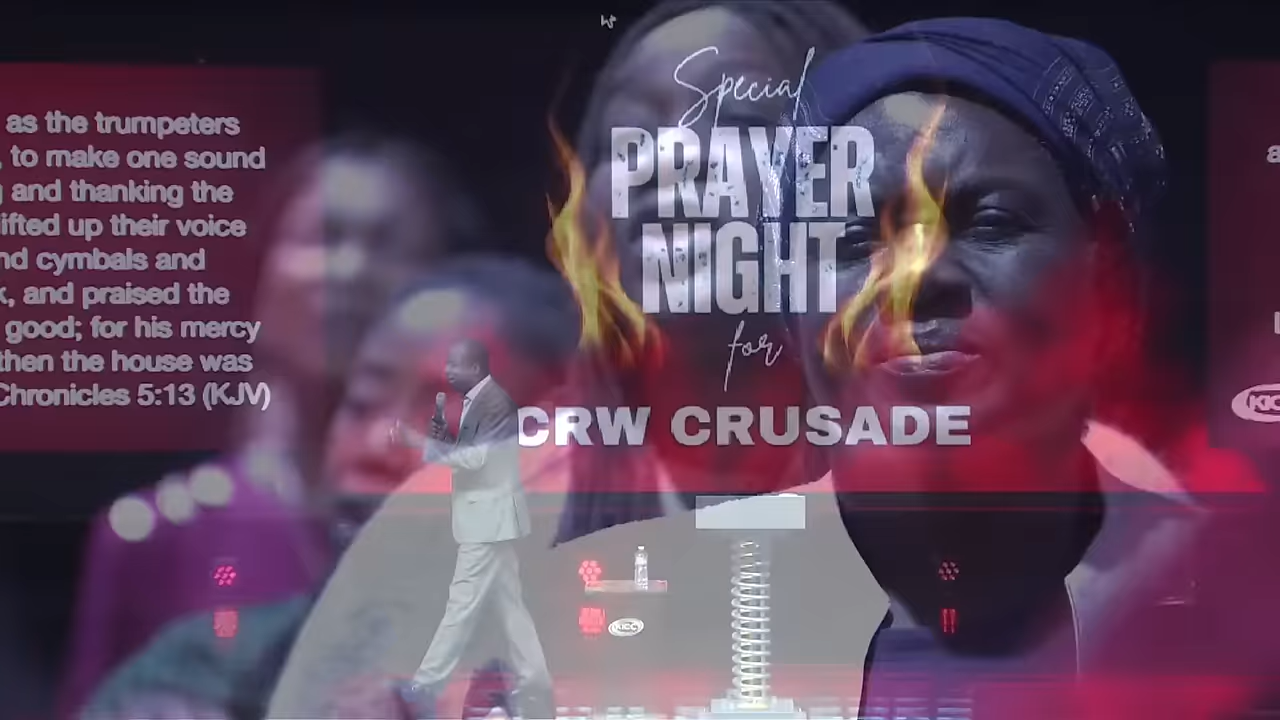 Special
PRAYER
NIGHT
for
CRW CRUSADE
as the trumpeters
, to make one sound
and thanking the
ifted up their voice
nd cymbals and
, and praised the
good; for his mercy
then the house was
Chronicles 5:13 (KJV)
KICC